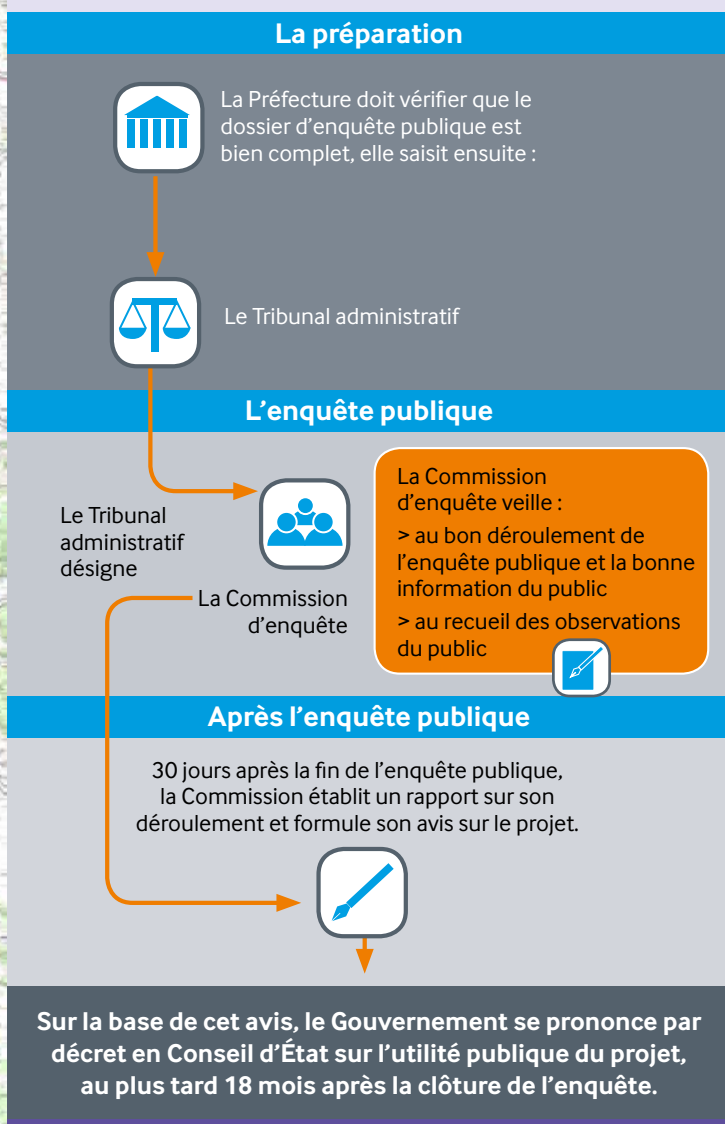 La préparation
La Préfecture doit vérifier que le
dossier d'enquête publique est
bien complet, elle saisit ensuite :
Le Tribunal administratif
L'enquête publique
Le Tribunal
administratif
désigne
La Commission
d'enquête
La Commission
d'enquête veille :
> au bon déroulement de
l'enquête publique et la bonne
information du public
> au recueil des observations
du public
Après l'enquête publique
30 jours après la fin de l'enquête publique,
la Commission établit un rapport sur son
déroulement et formule son avis sur le projet.
Sur la base de cet avis, le Gouvernement se prononce par
décret en Conseil d'État sur l'utilité publique du projet,
au plus tard 18 mois après la clôture de l'enquête.